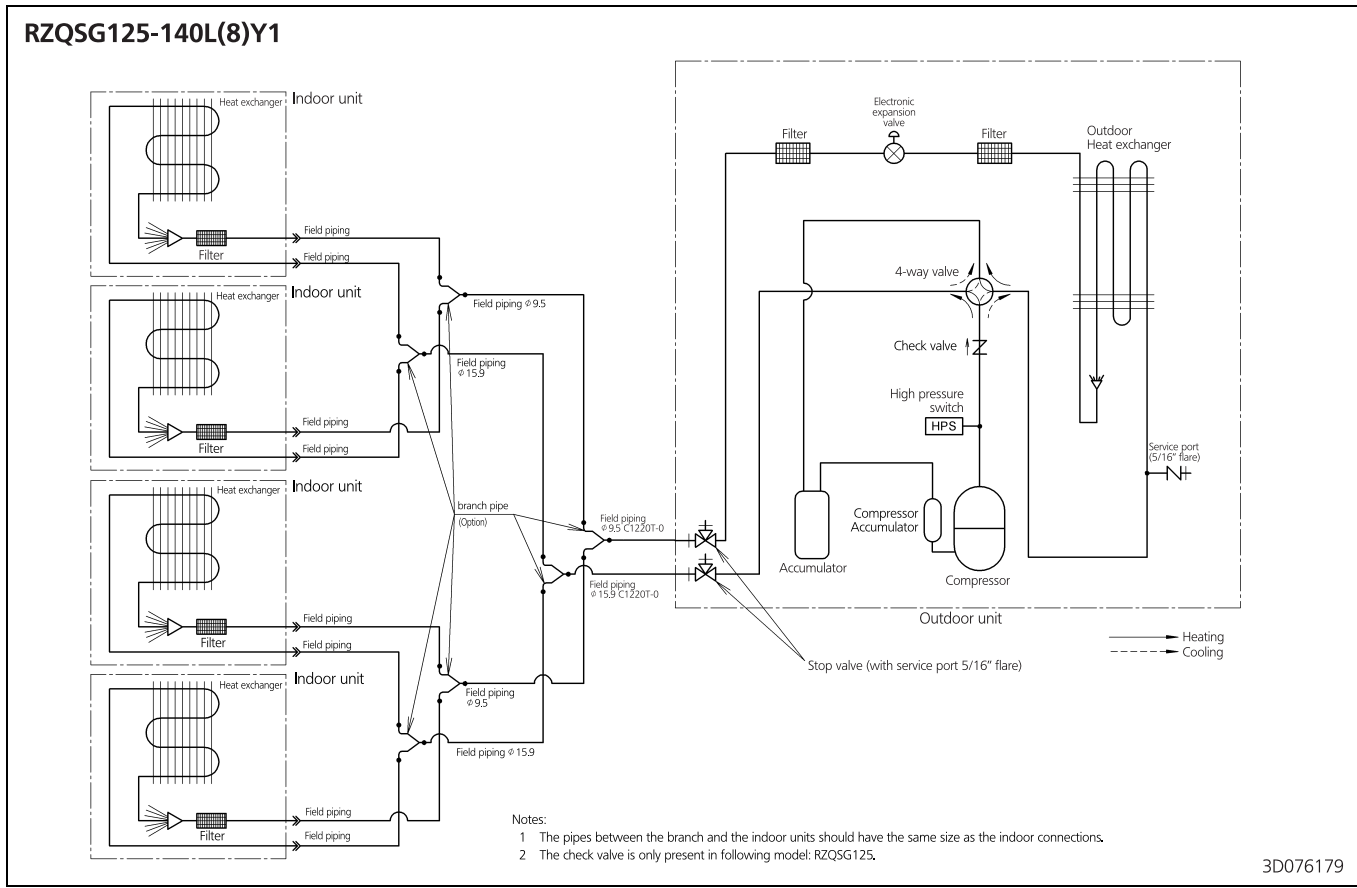 RZQSG125-140L(8)Y1
Heat exchanger
Indoor unit
Filter
Field piping
Field piping
Heat exchanger
Indoor unit
Filter
Field piping
Field piping
Heat exchanger
Indoor unit
Filter
Field piping
Field piping
Heat exchanger
Indoor unit
Filter
Field piping
Field piping
Field piping ϕ 9.5
Field piping
ϕ 15.9
branch pipe
(Option)
Field piping
ϕ 9.5 C1220T-0
Field piping
ϕ 15.9 C1220T-0
Field piping
ϕ 9.5
Field piping ϕ 15.9
Filter
Electronic
expansion
valve
Filter
Outdoor
Heat exchanger
4-way valve
Check valve
High pressure
switch
HPS
Service port
(5/16" flare)
Compressor
Accumulator
Accumulator
Compressor
Outdoor unit
Stop valve (with service port 5/16" flare)
Heating
Cooling
Notes:
1 The pipes between the branch and the indoor units should have the same size as the indoor connections.
2 The check valve is only present in following model: RZQSG125.
3D076179